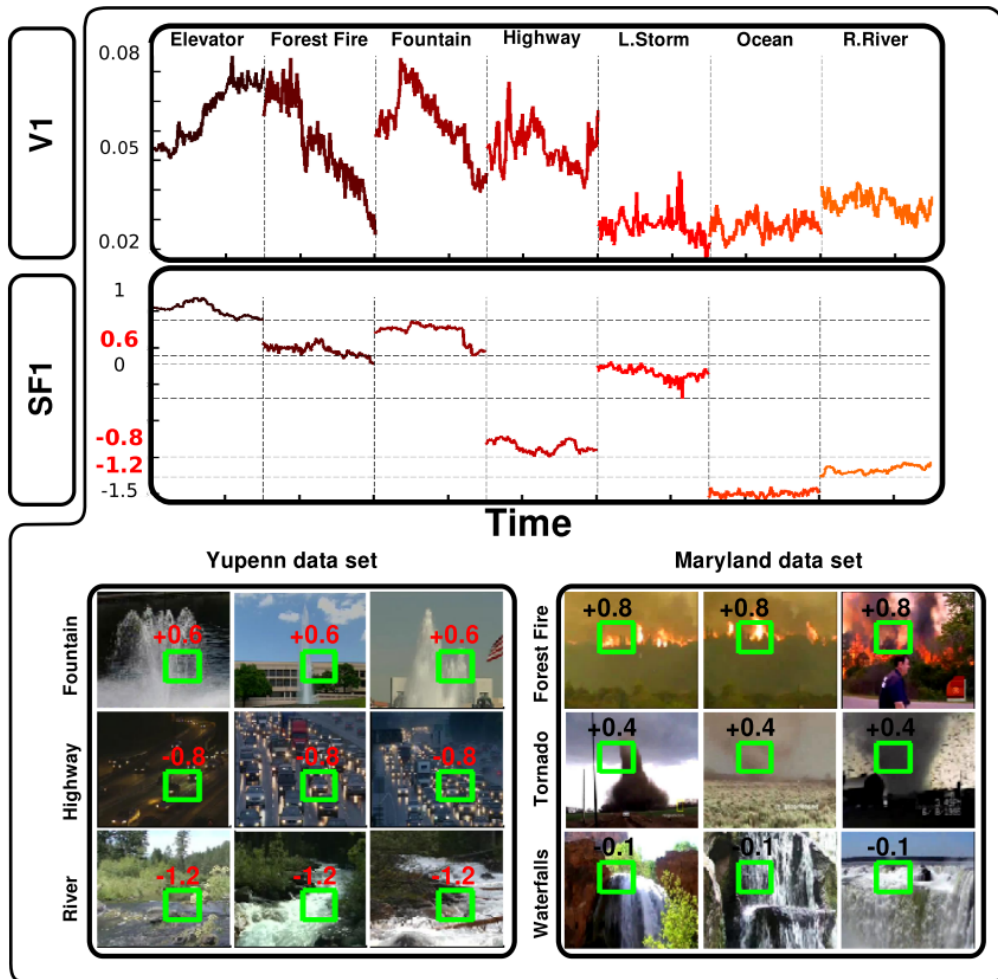 V1
Elevator Forest Fire Fountain Highway L.Storm Ocean R.River
0.08
0.05
0.02
SF1
1
0.6
0
-0.8
-1.2
-1.5
Time
Yupenn data set
Fountain
+0.6 +0.6 +0.6
Highway
-0.8 -0.8 -0.8
River
-1.2 -1.2 -1.2
Maryland data set
Forest Fire
+0.8 +0.8 +0.8
Tornado
+0.4 +0.4 +0.4
Waterfalls
-0.1 -0.1 -0.1